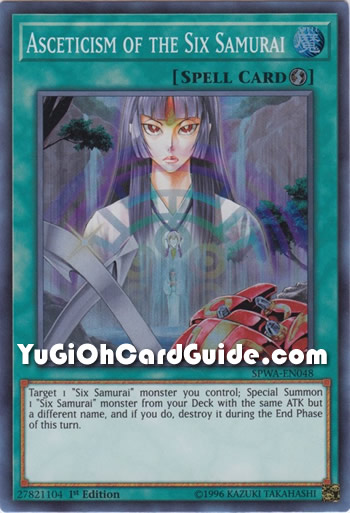 Asceticism of the Six Samurai
魔
[Spell Card]
YuGiOhCardGuide.com
SPWA-EN048
Target 1 "Six Samurai" monster you control; Special Summon
1 "Six Samurai" monster from your Deck with the same ATK but
a different name, and if you do, destroy it during the End Phase
of this turn.
27821104 1st Edition ©1996 KAZUKI TAKAHASHI